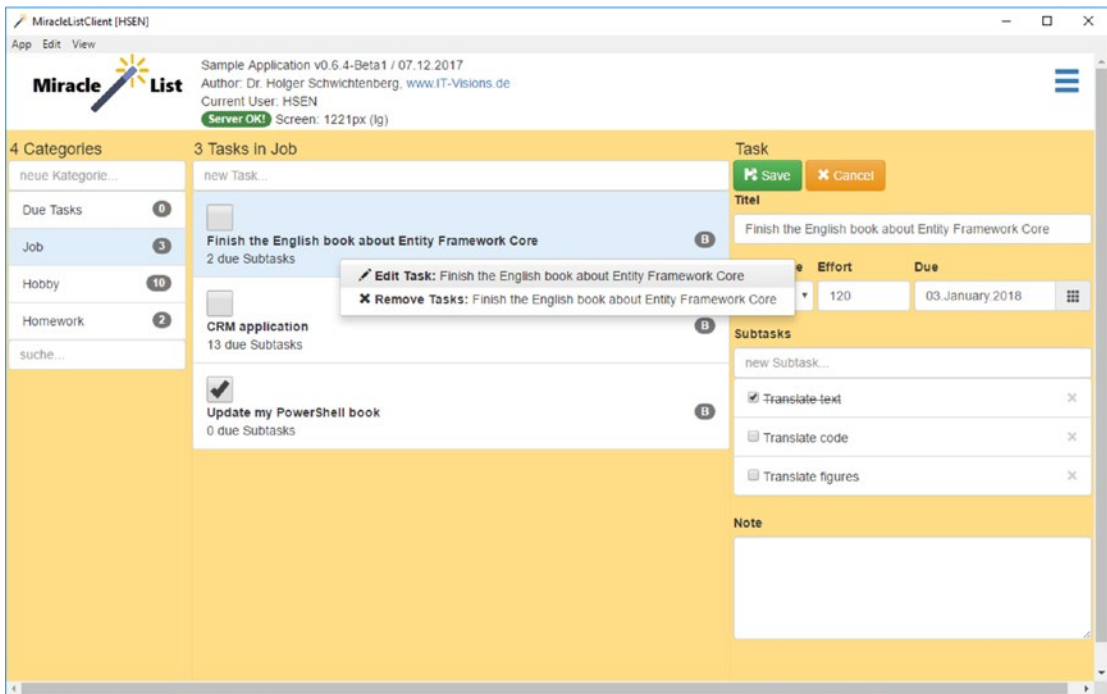 MiracleListClient [HSEN]
App Edit View
Miracle List
Sample Application v0.6.4-Beta1 / 07.12.2017
Author: Dr. Holger Schwichtenberg, www.IT-Visions.de
Current User: HSEN
Server OK! Screen: 1221px (lg)
4 Categories
neue Kategorie...
Due Tasks 0
Job 3
Hobby 10
Homework 2
suche...
3 Tasks in Job
new Task...
Finish the English book about Entity Framework Core B
2 due Subtasks
Edit Task: Finish the English book about Entity Framework Core
Remove Tasks: Finish the English book about Entity Framework Core
CRM application B
13 due Subtasks
Update my PowerShell book B
0 due Subtasks
Task
Save Cancel
Titel
Finish the English book about Entity Framework Core
e Effort Due
120 03.January.2018
Subtasks
new Subtask...
Translate text
Translate code
Translate figures
Note